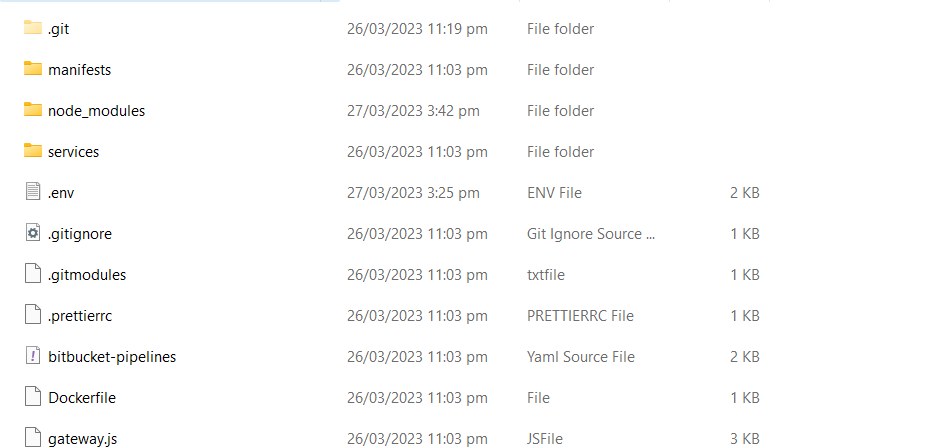 .git 26/03/2023 11:19 pm File folder
manifests 26/03/2023 11:03 pm File folder
node_modules 27/03/2023 3:42 pm File folder
services 26/03/2023 11:03 pm File folder
.env 27/03/2023 3:25 pm ENV File 2 KB
.gitignore 26/03/2023 11:03 pm Git Ignore Source ... 1 KB
.gitmodules 26/03/2023 11:03 pm txtfile 1 KB
.prettierrc 26/03/2023 11:03 pm PRETTIERRC File 1 KB
bitbucket-pipelines 26/03/2023 11:03 pm Yaml Source File 2 KB
Dockerfile 26/03/2023 11:03 pm File 1 KB
gateway.js 26/03/2023 11:03 pm JSFile 3 KB